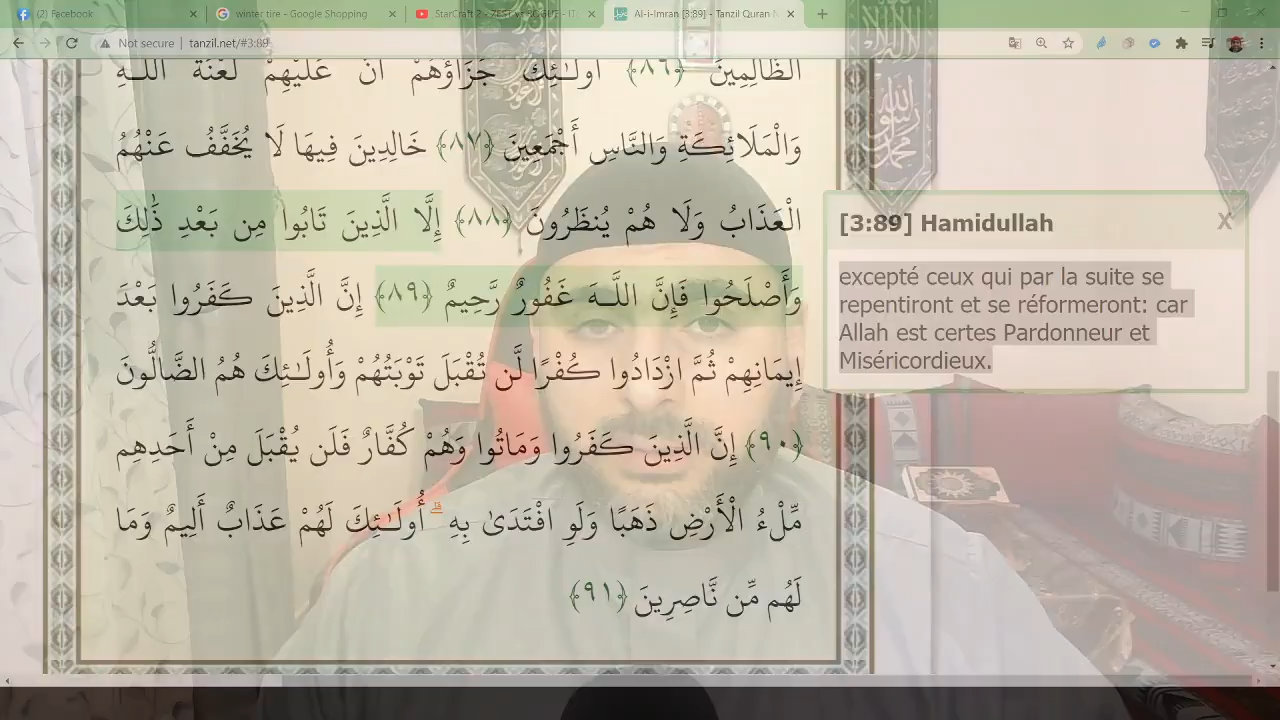 (2) Facebook
winter tire - Google Shopping
Al-i-Imran [3:89] - Tanzil Quran N
Not secure | tanzil.net/#3:89
الظَّالِمِينَ ﴿٨٦﴾ أُولَـٰئِكَ جَزَاؤُهُمْ أَنَّ عَلَيْهِمْ لَعْنَةَ اللَّـهِ
وَالْمَلَائِكَةِ وَالنَّاسِ أَجْمَعِينَ ﴿٨٧﴾ خَالِدِينَ فِيهَا لَا يُخَفَّفُ عَنْهُمُ
الْعَذَابُ وَلَا هُمْ يُنظَرُونَ ﴿٨٨﴾ إِلَّا الَّذِينَ تَابُوا مِن بَعْدِ ذَٰلِكَ
وَأَصْلَحُوا فَإِنَّ اللَّـهَ غَفُورٌ رَّحِيمٌ ﴿٨٩﴾ إِنَّ الَّذِينَ كَفَرُوا بَعْدَ
إِيمَانِهِمْ ثُمَّ ازْدَادُوا كُفْرًا لَّن تُقْبَلَ تَوْبَتُهُمْ وَأُولَـٰئِكَ هُمُ الضَّالُّونَ
﴿٩٠﴾ إِنَّ الَّذِينَ كَفَرُوا وَمَاتُوا وَهُمْ كُفَّارٌ فَلَن يُقْبَلَ مِنْ أَحَدِهِم
مِّلْءُ الْأَرْضِ ذَهَبًا وَلَوِ افْتَدَىٰ بِهِ ۗ أُولَـٰئِكَ لَهُمْ عَذَابٌ أَلِيمٌ وَمَا
لَهُم مِّن نَّاصِرِينَ ﴿٩١﴾
[3:89] Hamidullah X
excepté ceux qui par la suite se
repentiront et se réformeront: car
Allah est certes Pardonneur et
Miséricordieux.
الله
رسول
محمد